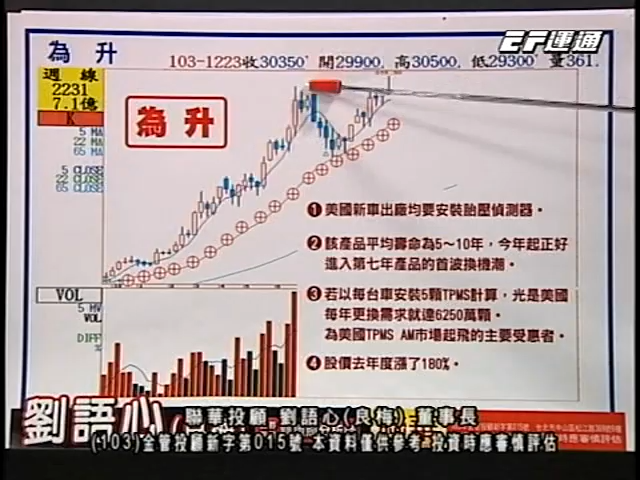 EF運通
為升
103-1223收30350' 開29900, 高30500, 低29300' 量361.
週線
2231
7.1億
K
5 MA
22 MA
65 MA
5 CLOSE
22 CLOSE
65 CLOSE
為升
❶ 美國新車出廠均要安裝胎壓偵測器。
❷ 該產品平均壽命為5～10年，今年起正好
進入第七年產品的首波換機潮。
❸ 若以每台車安裝5顆TPMS計算，光是美國
每年更換需求就達6250萬顆。
為美國TPMS AM市場起飛的主要受惠者。
❹ 股價去年度漲了180%。
VOL
5 MV
VOL
DIFF
%
劉語心
聯華投顧 劉語心(良梅) 董事長
(103)金管投顧新字第015號 本資料僅供參考 投資時應審慎評估